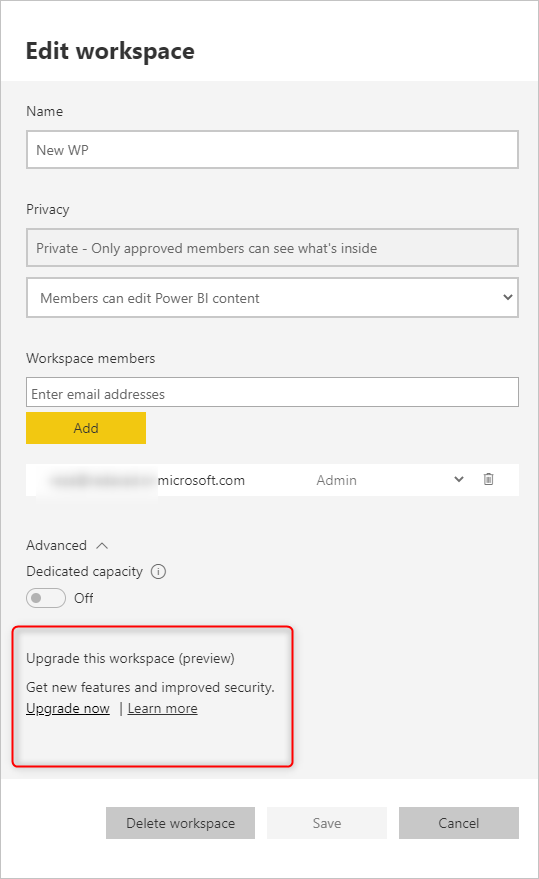 Edit workspace
Name
New WP
Privacy
Private - Only approved members can see what's inside
Members can edit Power BI content
Workspace members
Enter email addresses
Add
microsoft.com Admin
Advanced
Dedicated capacity
Off
Upgrade this workspace (preview)
Get new features and improved security.
Upgrade now | Learn more
Delete workspace Save Cancel